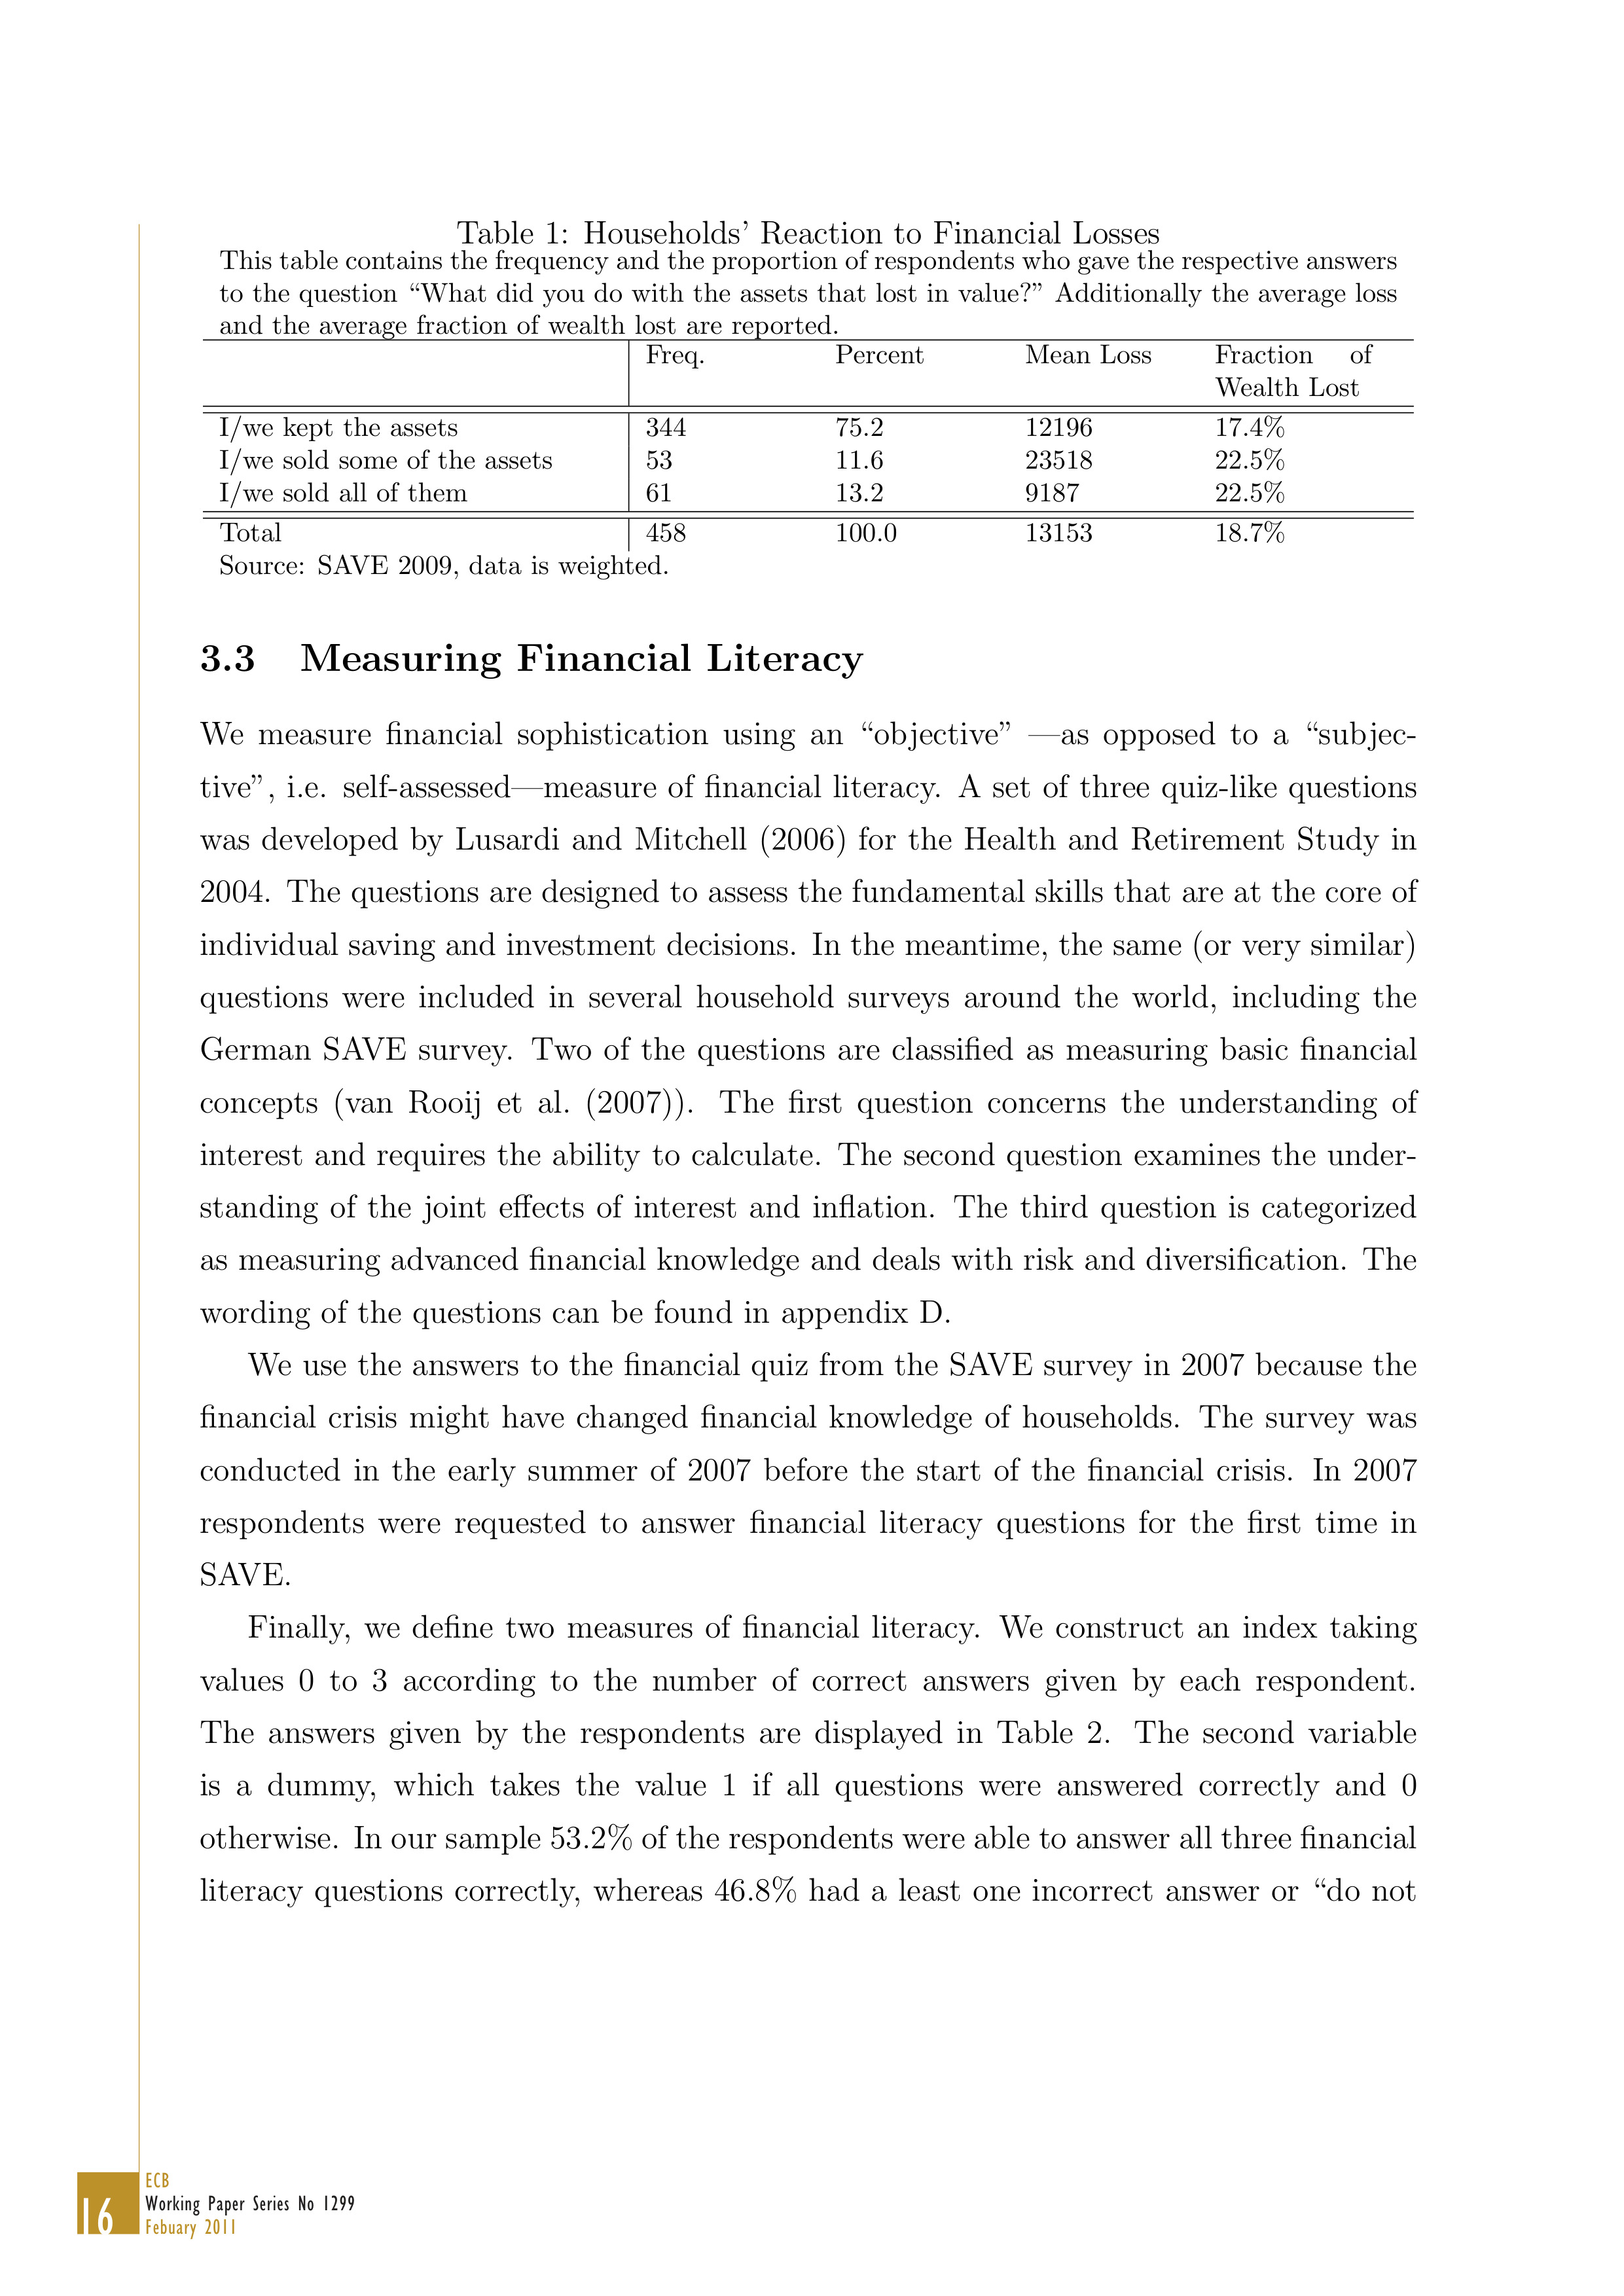 Table 1: Households' Reaction to Financial Losses
This table contains the frequency and the proportion of respondents who gave the respective answers
to the question “What did you do with the assets that lost in value?” Additionally the average loss
and the average fraction of wealth lost are reported.
Freq. Percent Mean Loss Fraction of
Wealth Lost
I/we kept the assets 344 75.2 12196 17.4%
I/we sold some of the assets 53 11.6 23518 22.5%
I/we sold all of them 61 13.2 9187 22.5%
Total 458 100.0 13153 18.7%
Source: SAVE 2009, data is weighted.
3.3 Measuring Financial Literacy
We measure financial sophistication using an “objective” —as opposed to a “subjec-
tive”, i.e. self-assessed—measure of financial literacy. A set of three quiz-like questions
was developed by Lusardi and Mitchell (2006) for the Health and Retirement Study in
2004. The questions are designed to assess the fundamental skills that are at the core of
individual saving and investment decisions. In the meantime, the same (or very similar)
questions were included in several household surveys around the world, including the
German SAVE survey. Two of the questions are classified as measuring basic financial
concepts (van Rooij et al. (2007)). The first question concerns the understanding of
interest and requires the ability to calculate. The second question examines the under-
standing of the joint effects of interest and inflation. The third question is categorized
as measuring advanced financial knowledge and deals with risk and diversification. The
wording of the questions can be found in appendix D.
We use the answers to the financial quiz from the SAVE survey in 2007 because the
financial crisis might have changed financial knowledge of households. The survey was
conducted in the early summer of 2007 before the start of the financial crisis. In 2007
respondents were requested to answer financial literacy questions for the first time in
SAVE.
Finally, we define two measures of financial literacy. We construct an index taking
values 0 to 3 according to the number of correct answers given by each respondent.
The answers given by the respondents are displayed in Table 2. The second variable
is a dummy, which takes the value 1 if all questions were answered correctly and 0
otherwise. In our sample 53.2% of the respondents were able to answer all three financial
literacy questions correctly, whereas 46.8% had a least one incorrect answer or “do not
16
ECB
Working Paper Series No 1299
Febuary 2011